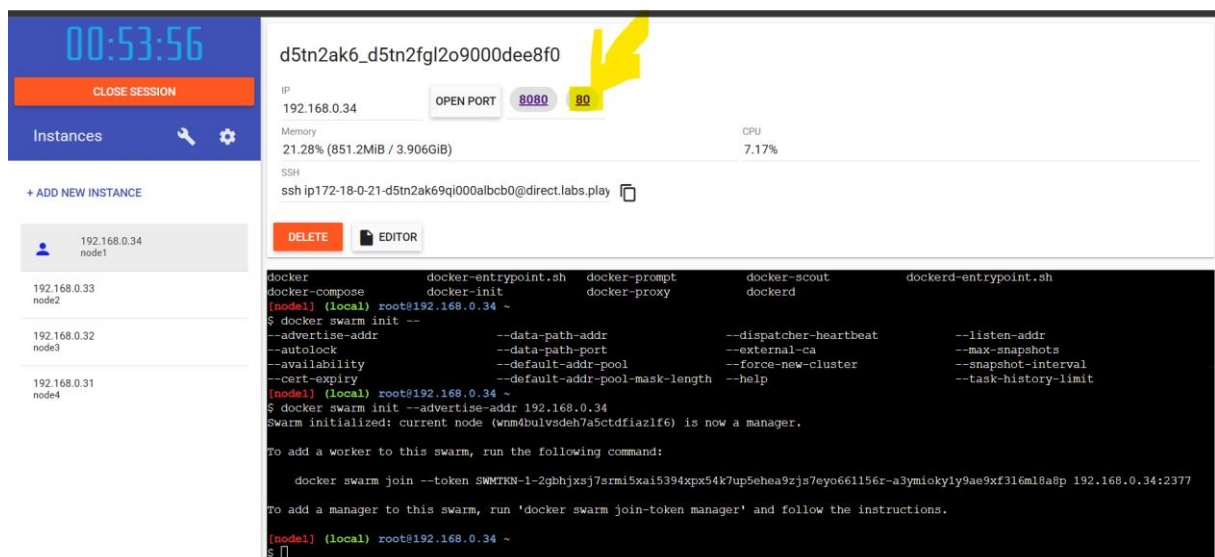 00:53:56
CLOSE SESSION
Instances
+ ADD NEW INSTANCE
192.168.0.34
node1
192.168.0.33
node2
192.168.0.32
node3
192.168.0.31
node4
d5tn2ak6_d5tn2fgl2o9000dee8f0
IP
192.168.0.34
OPEN PORT
8080
80
Memory
21.28% (851.2MiB / 3.906GiB)
CPU
7.17%
SSH
ssh ip172-18-0-21-d5tn2ak69qi000albcb0@direct.labs.play
DELETE
EDITOR
docker docker-entrypoint.sh docker-prompt docker-scout dockerd-entrypoint.sh
docker-compose docker-init docker-proxy dockerd
[node1] (local) root@192.168.0.34 ~
$ docker swarm init --
--advertise-addr --data-path-addr --dispatcher-heartbeat --listen-addr
--autolock --data-path-port --external-ca --max-snapshots
--availability --default-addr-pool --force-new-cluster --snapshot-interval
--cert-expiry --default-addr-pool-mask-length --help --task-history-limit
[node1] (local) root@192.168.0.34 ~
$ docker swarm init --advertise-addr 192.168.0.34
Swarm initialized: current node (wnm4bulvsdeh7a5ctdfiazlf6) is now a manager.
To add a worker to this swarm, run the following command:
docker swarm join --token SWMTKN-1-2gbhjxsj7srmi5xai5394xpx54k7up5ehea9zjs7eyo661156r-a3ymiokyly9ae9xf3l6ml8a8p 192.168.0.34:2377
To add a manager to this swarm, run 'docker swarm join-token manager' and follow the instructions.
[node1] (local) root@192.168.0.34 ~
$